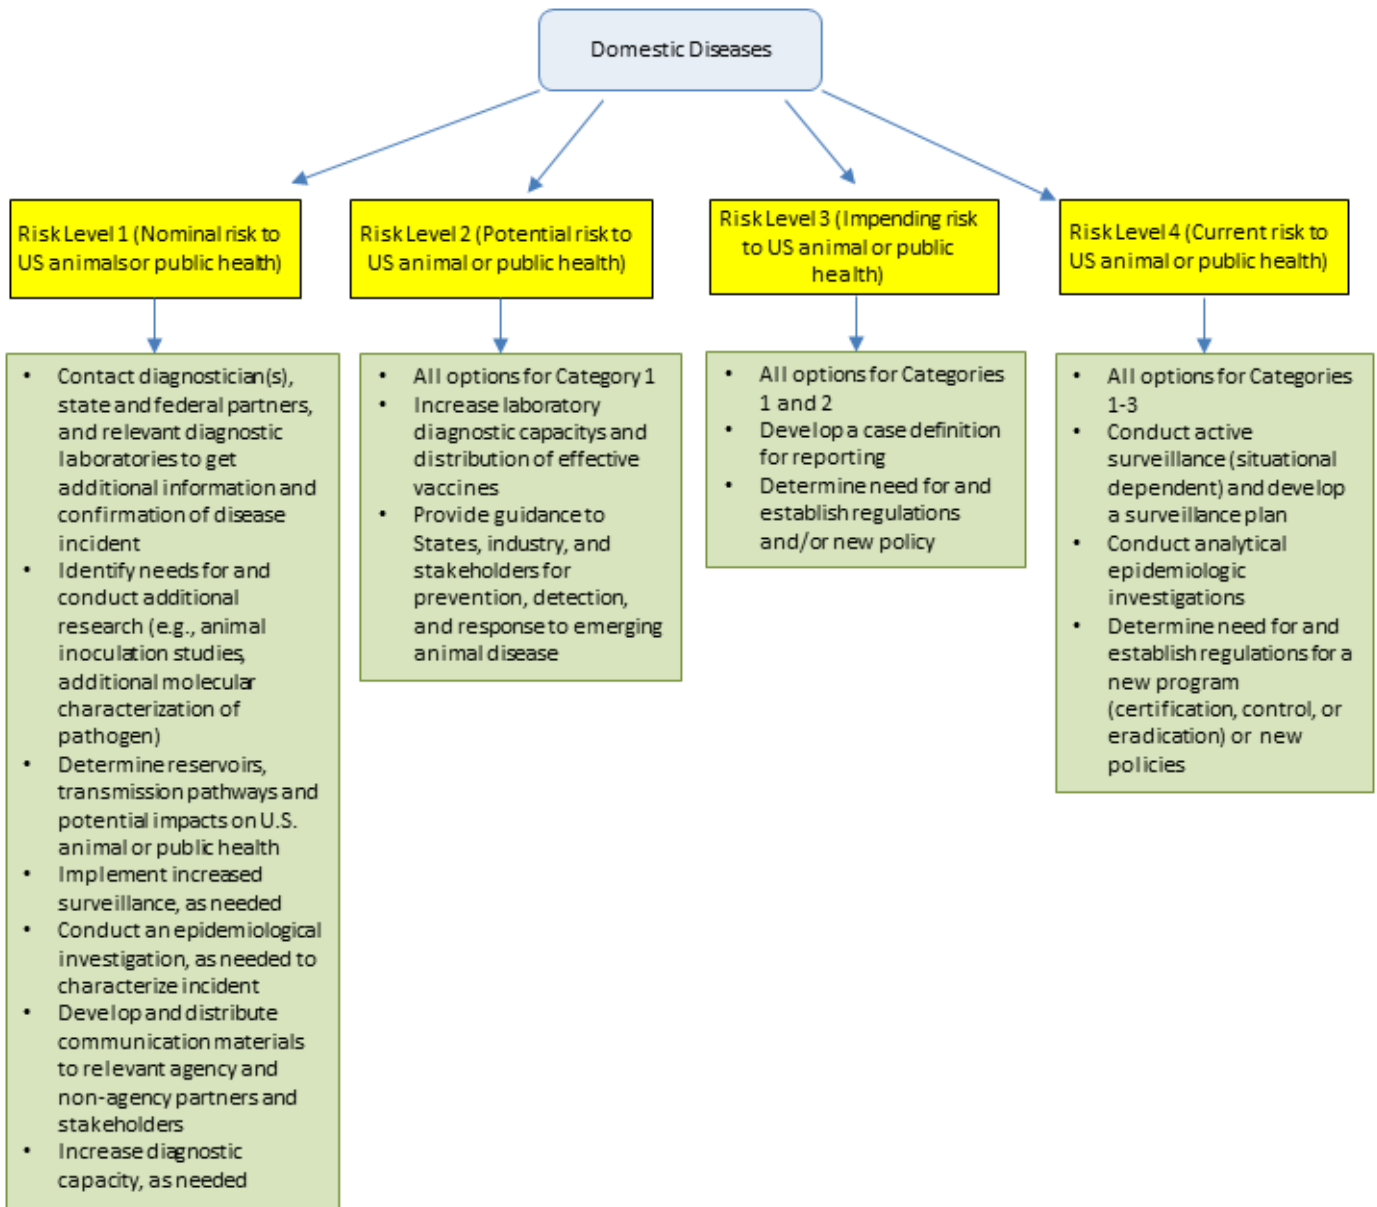 Domestic Diseases
Risk Level 1 (Nominal risk to
US animals or public health)
Risk Level 2 (Potential risk to
US animal or public health)
Risk Level 3 (Impending risk
to US animal or public
health)
Risk Level 4 (Current risk to
US animal or public health)
• Contact diagnostician(s),
state and federal partners,
and relevant diagnostic
laboratories to get
additional information and
confirmation of disease
incident
• Identify needs for and
conduct additional
research (e.g., animal
inoculation studies,
additional molecular
characterization of
pathogen)
• Determine reservoirs,
transmission pathways and
potential impacts on U.S.
animal or public health
• Implement increased
surveillance, as needed
• Conduct an epidemiological
investigation, as needed to
characterize incident
• Develop and distribute
communication materials
to relevant agency and
non-agency partners and
stakeholders
• Increase diagnostic
capacity, as needed
• All options for Category 1
• Increase laboratory
diagnostic capacitys and
distribution of effective
vaccines
• Provide guidance to
States, industry, and
stakeholders for
prevention, detection,
and response to emerging
animal disease
• All options for Categories
1 and 2
• Develop a case definition
for reporting
• Determine need for and
establish regulations
and/or new policy
• All options for Categories
1-3
• Conduct active
surveillance (situational
dependent) and develop
a surveillance plan
• Conduct analytical
epidemiologic
investigations
• Determine need for and
establish regulations for a
new program
(certification, control, or
eradication) or new
policies